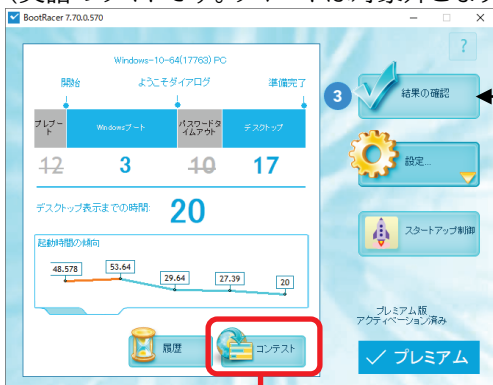 BootRacer 7.70.0.570
Windows-10-64(17763) PC
開始 ようこそダイアログ 準備完了
プレブート Windowsブート パスワードタイムアウト デスクトップ
12 3 10 17
デスクトップ表示までの時間: 20
起動時間の傾向
48.578 53.64 29.64 27.39 20
履歴 コンテスト
?
3 結果の確認
設定...
スタートアップ制御
プレミアム版
アクティベーション済み
プレミアム